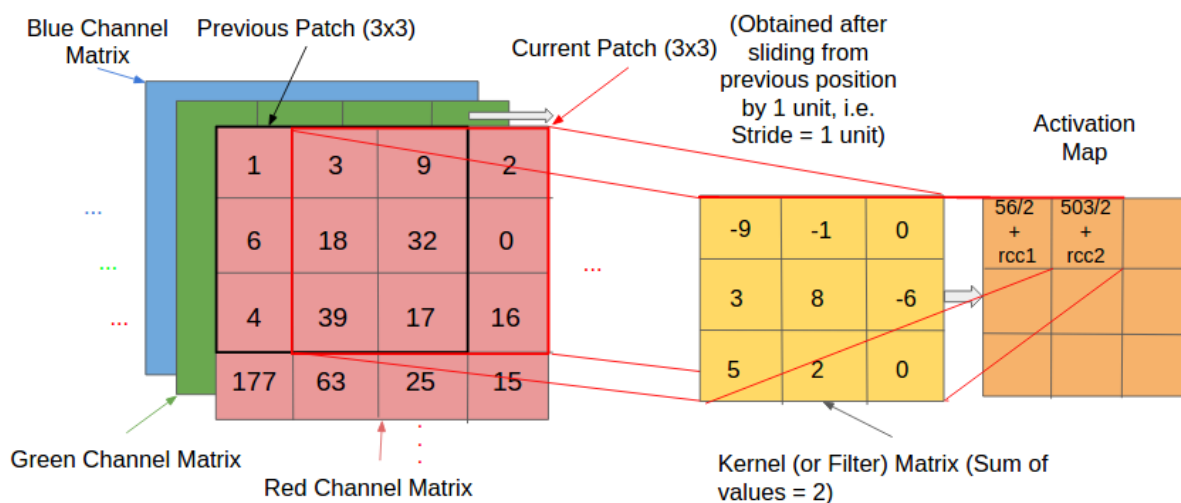 Blue Channel
Matrix
Previous Patch (3x3)
Current Patch (3x3)
(Obtained after
sliding from
previous position
by 1 unit, i.e.
Stride = 1 unit)
Activation
Map
1 3 9 2
6 18 32 0
4 39 17 16
177 63 25 15
...
...
...
...
-9 -1 0
3 8 -6
5 2 0
56/2 503/2
+ +
rcc1 rcc2
Green Channel Matrix
Red Channel Matrix
Kernel (or Filter) Matrix (Sum of
values = 2)